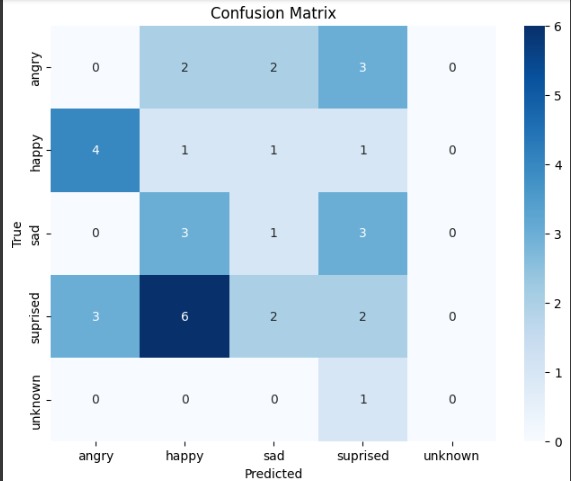 Confusion Matrix
angry 0 2 2 3 0
happy 4 1 1 1 0
sad 0 3 1 3 0
suprised 3 6 2 2 0
unknown 0 0 0 1 0
True
angry happy sad suprised unknown
Predicted
6
5
4
3
2
1
0